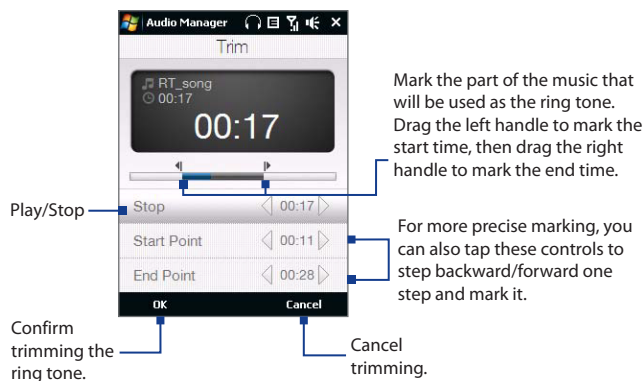 Audio Manager
Trim
RT_song
00:17
00:17
Mark the part of the music that
will be used as the ring tone.
Drag the left handle to mark the
start time, then drag the right
handle to mark the end time.
Play/Stop
Stop
00:17
Start Point
00:11
End Point
00:28
For more precise marking, you
can also tap these controls to
step backward/forward one
step and mark it.
OK
Cancel
Confirm
trimming the
ring tone.
Cancel
trimming.